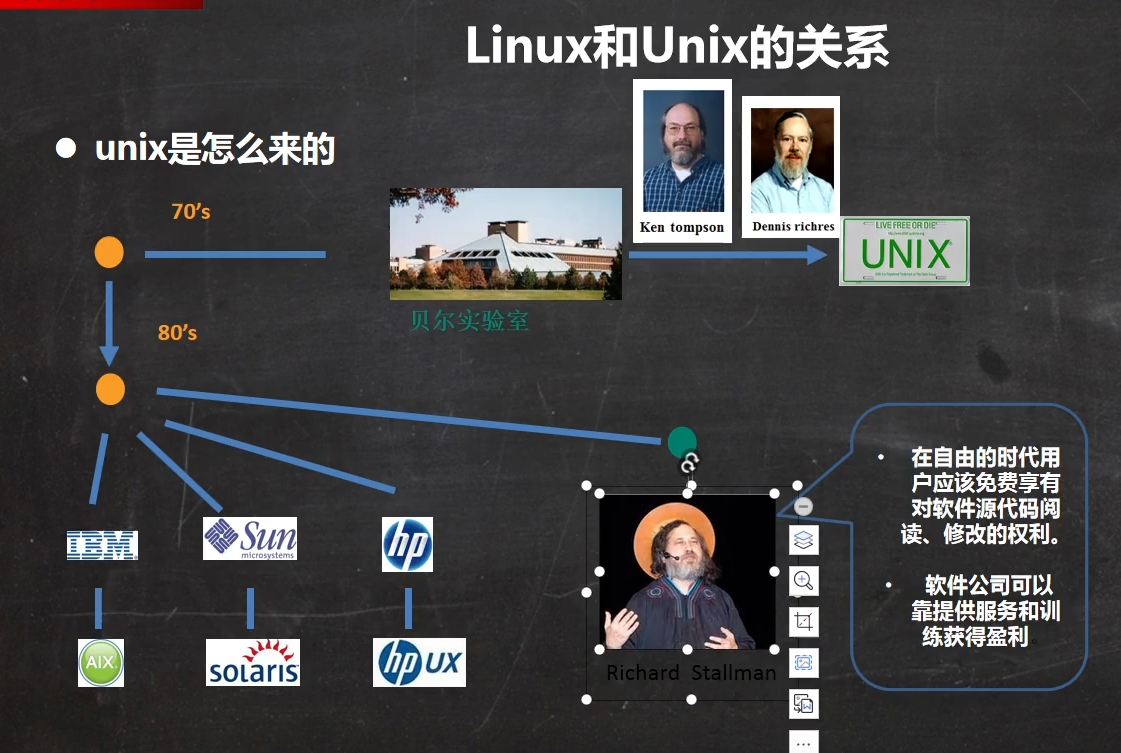 Linux和Unix的关系
unix是怎么来的
70's
Ken tompson
Dennis richres
LIVE FREE OR DIE
UNIX
贝尔实验室
80's
在自由的时代用
户应该免费享有
对软件源代码阅
读、修改的权利。
软件公司可以
靠提供服务和训
练获得盈利
IBM
Sun
microsystems
hp
AIX
solaris
hp UX
Richard Stallman